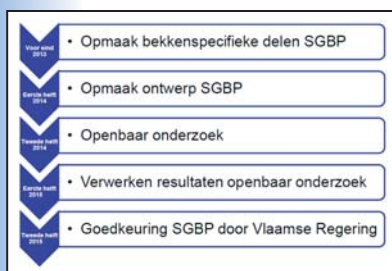 Voor eind
2013
• Opmaak bekkenspecifieke delen SGBP
Eerste helft
2014
• Opmaak ontwerp SGBP
Tweede helft
2014
• Openbaar onderzoek
Eerste helft
2015
• Verwerken resultaten openbaar onderzoek
Tweede helft
2015
• Goedkeuring SGBP door Vlaamse Regering